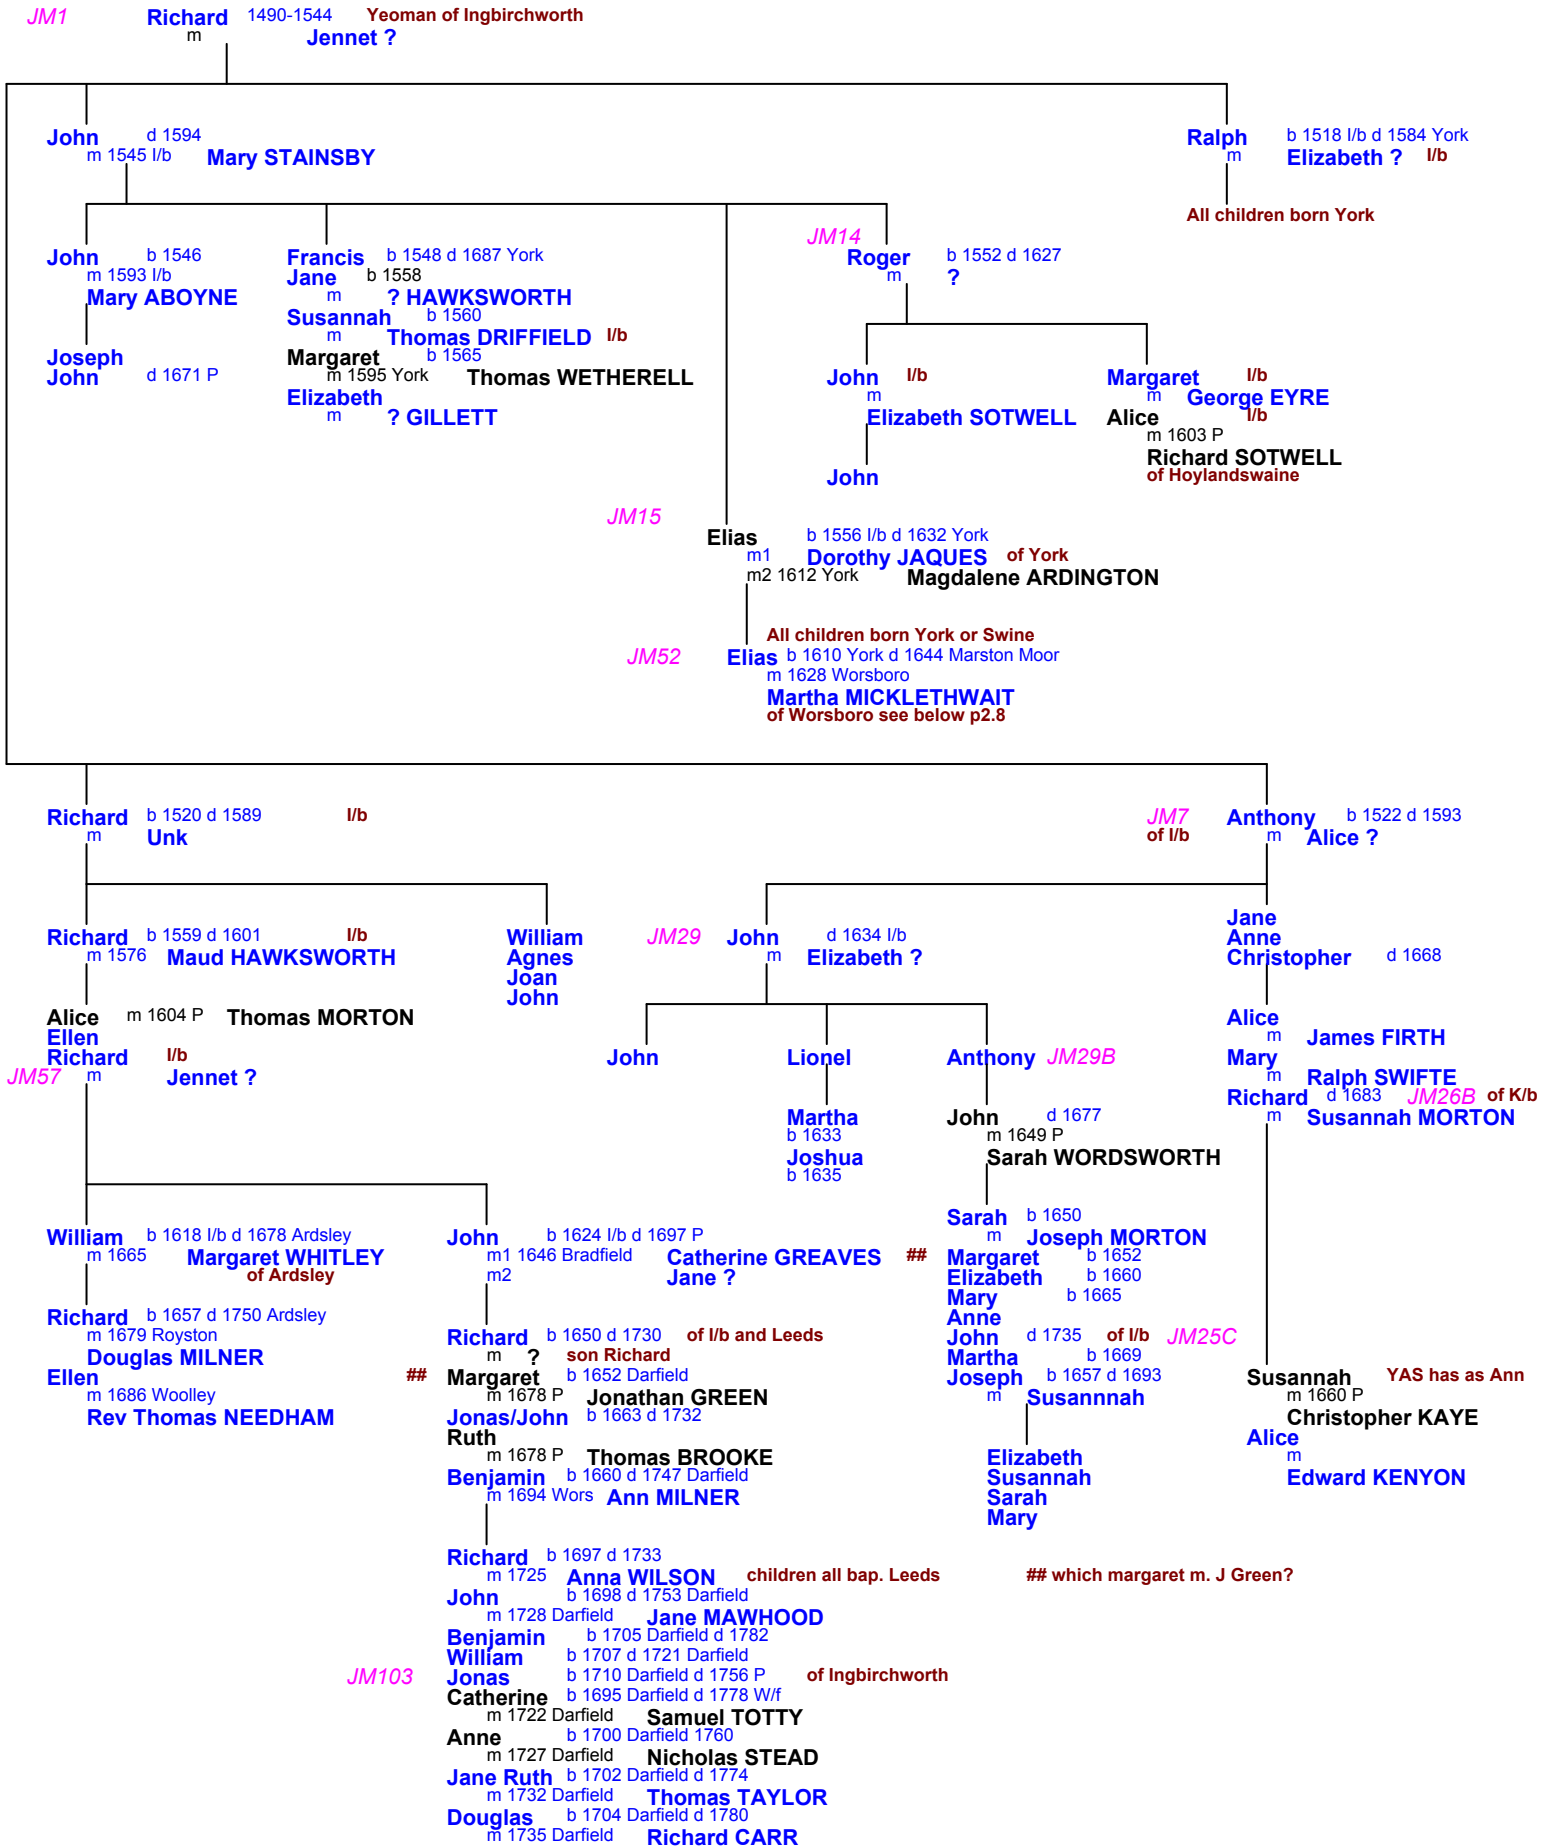 JM1 Richard 1490-1544 Yeoman of Ingbirchworth
m Jennet ?
John d 1594
m 1545 I/b Mary STAINSBY
Ralph b 1518 I/b d 1584 York
m Elizabeth ? I/b
All children born York
John b 1546
m 1593 I/b
Mary ABOYNE
Joseph
John d 1671 P
Francis b 1548 d 1687 York
Jane b 1558
m ? HAWKSWORTH
Susannah b 1560
m Thomas DRIFFIELD I/b
Margaret b 1565
m 1595 York Thomas WETHERELL
Elizabeth
m ? GILLETT
JM14
Roger b 1552 d 1627
m ?
John I/b
m
Elizabeth SOTWELL
John
Margaret I/b
m George EYRE
Alice I/b
m 1603 P
Richard SOTWELL
of Hoylandswaine
JM15
Elias b 1556 I/b d 1632 York
m1 Dorothy JAQUES of York
m2 1612 York Magdalene ARDINGTON
All children born York or Swine
JM52 Elias b 1610 York d 1644 Marston Moor
m 1628 Worsboro
Martha MICKLETHWAIT
of Worsboro see below p2.8
Richard b 1520 d 1589 I/b
m Unk
JM7 Anthony b 1522 d 1593
of I/b m Alice ?
Richard b 1559 d 1601 I/b
m 1576 Maud HAWKSWORTH
William
Agnes
Joan
John
JM29 John d 1634 I/b
m Elizabeth ?
Jane
Anne
Christopher d 1668
Alice m 1604 P Thomas MORTON
Ellen
Richard I/b
JM57 m Jennet ?
John
Lionel
Anthony JM29B
Martha
b 1633
Joshua
b 1635
John d 1677
m 1649 P
Sarah WORDSWORTH
Alice
m James FIRTH
Mary
m Ralph SWIFTE
Richard d 1683 JM26B of K/b
m Susannah MORTON
William b 1618 I/b d 1678 Ardsley
m 1665 Margaret WHITLEY
of Ardsley
Richard b 1657 d 1750 Ardsley
m 1679 Royston
Douglas MILNER
Ellen
m 1686 Woolley
Rev Thomas NEEDHAM
John b 1624 I/b d 1697 P
m1 1646 Bradfield Catherine GREAVES
m2 Jane ?
Richard b 1650 d 1730 of I/b and Leeds
m ? son Richard
## Margaret b 1652 Darfield
m 1678 P Jonathan GREEN
Jonas/John b 1663 d 1732
Ruth
m 1678 P Thomas BROOKE
Benjamin b 1660 d 1747 Darfield
m 1694 Wors Ann MILNER
Sarah b 1650
m Joseph MORTON
## Margaret b 1652
Elizabeth b 1660
Mary b 1665
Anne
John d 1735 of I/b JM25C
Martha b 1669
Joseph b 1657 d 1693
m Susannnah
Elizabeth
Susannah
Sarah
Mary
Susannah YAS has as Ann
m 1660 P
Christopher KAYE
Alice
m
Edward KENYON
Richard b 1697 d 1733
m 1725 Anna WILSON children all bap. Leeds ## which margaret m. J Green?
John b 1698 d 1753 Darfield
m 1728 Darfield Jane MAWHOOD
Benjamin b 1705 Darfield d 1782
William b 1707 d 1721 Darfield
JM103 Jonas b 1710 Darfield d 1756 P of Ingbirchworth
Catherine b 1695 Darfield d 1778 W/f
m 1722 Darfield Samuel TOTTY
Anne b 1700 Darfield 1760
m 1727 Darfield Nicholas STEAD
Jane Ruth b 1702 Darfield d 1774
m 1732 Darfield Thomas TAYLOR
Douglas b 1704 Darfield d 1780
m 1735 Darfield Richard CARR